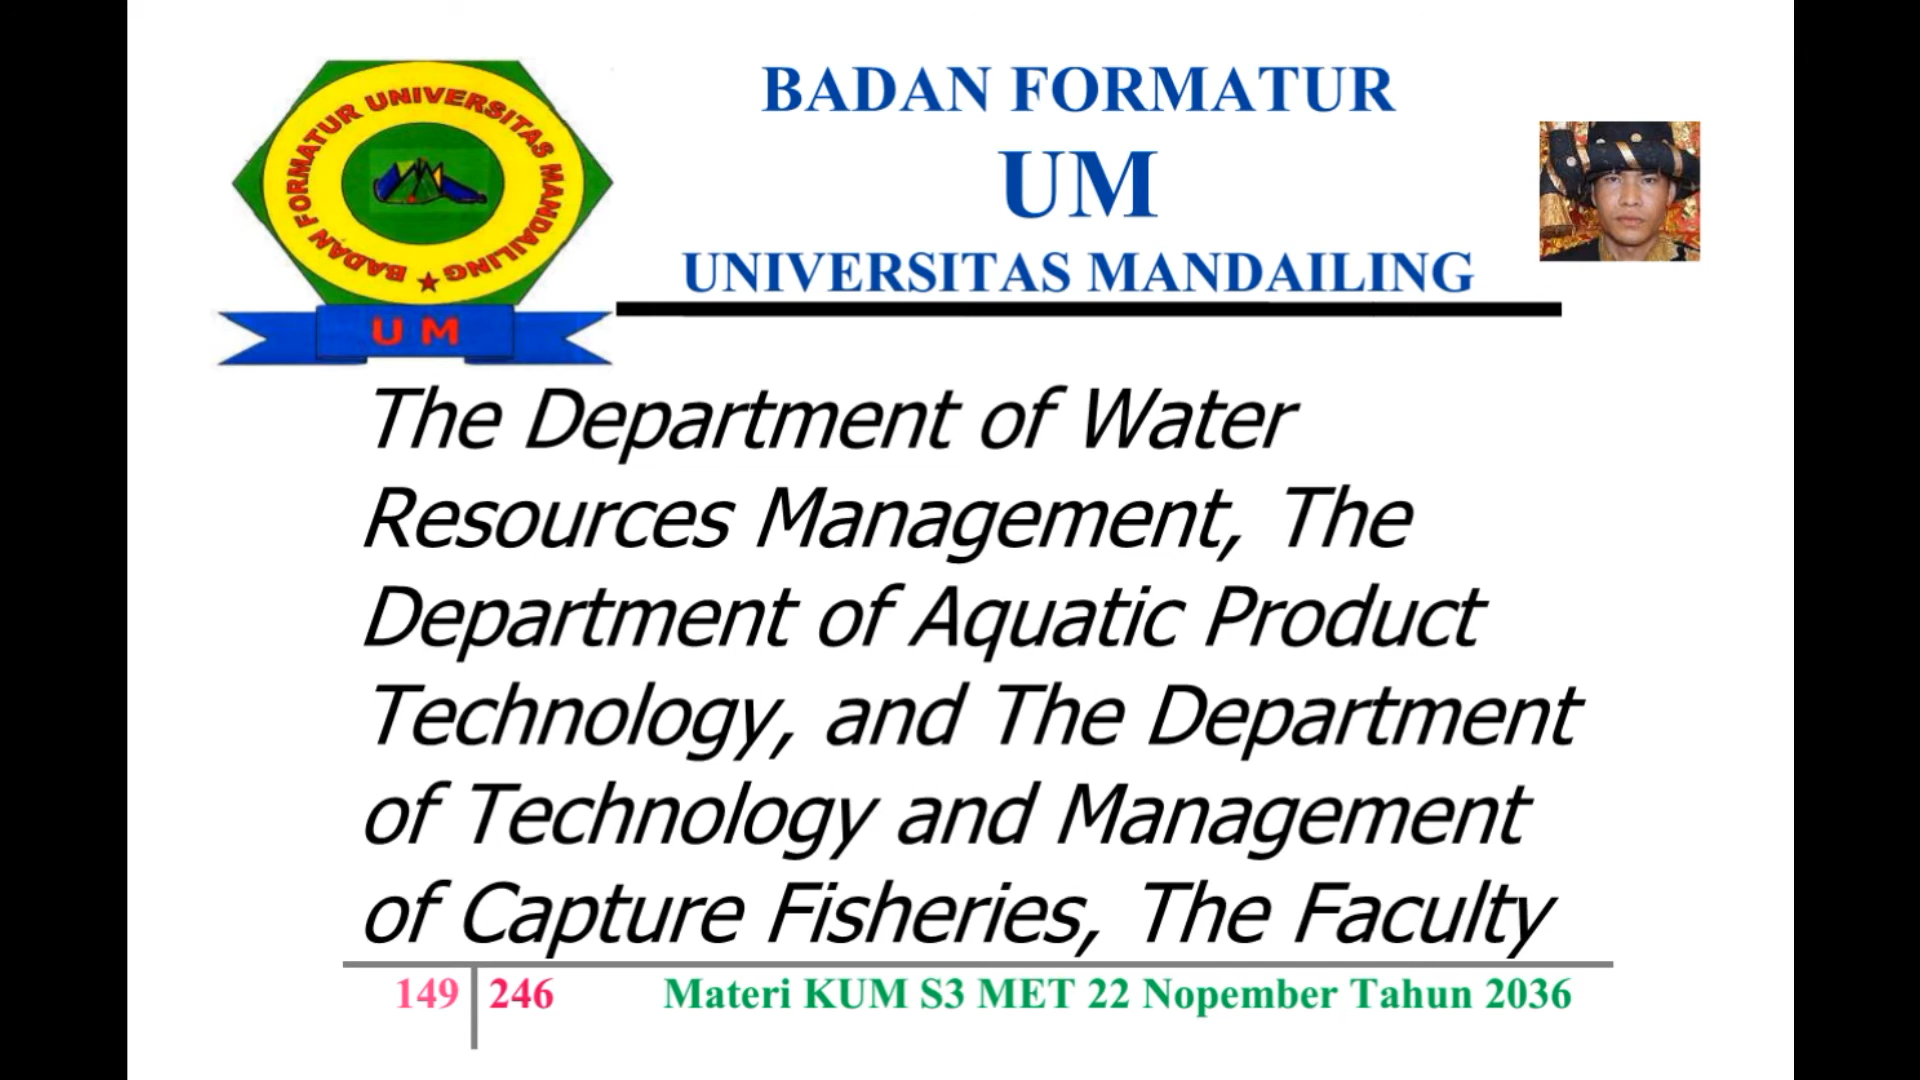 BADAN FORMATUR UNIVERSITAS MANDAILING
U M
BADAN FORMATUR
UM
UNIVERSITAS MANDAILING
The Department of Water
Resources Management, The
Department of Aquatic Product
Technology, and The Department
of Technology and Management
of Capture Fisheries, The Faculty
149 246 Materi KUM S3 MET 22 Nopember Tahun 2036